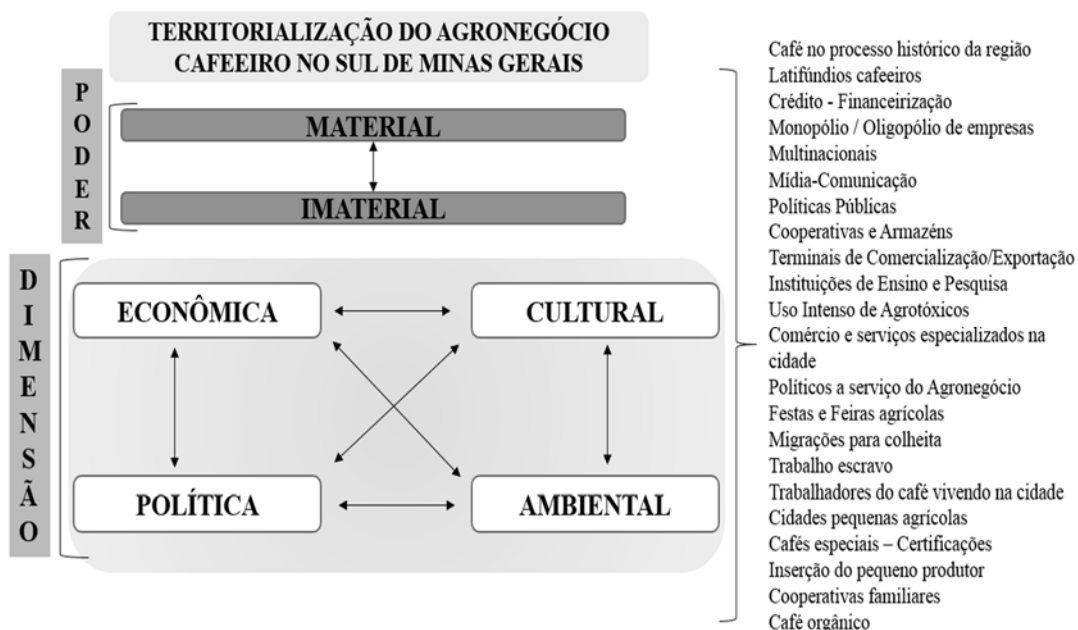 TERRITORIALIZAÇÃO DO AGRONEGÓCIO
CAFEEIRO NO SUL DE MINAS GERAIS
PODER
MATERIAL
IMATERIAL
DIMENSÃO
ECONÔMICA
CULTURAL
POLÍTICA
AMBIENTAL
Café no processo histórico da região
Latifúndios cafeeiros
Crédito - Financeirização
Monopólio / Oligopólio de empresas
Multinacionais
Mídia-Comunicação
Políticas Públicas
Cooperativas e Armazéns
Terminais de Comercialização/Exportação
Instituições de Ensino e Pesquisa
Uso Intenso de Agrotóxicos
Comércio e serviços especializados na
cidade
Políticos a serviço do Agronegócio
Festas e Feiras agrícolas
Migrações para colheita
Trabalho escravo
Trabalhadores do café vivendo na cidade
Cidades pequenas agrícolas
Cafés especiais – Certificações
Inserção do pequeno produtor
Cooperativas familiares
Café orgânico